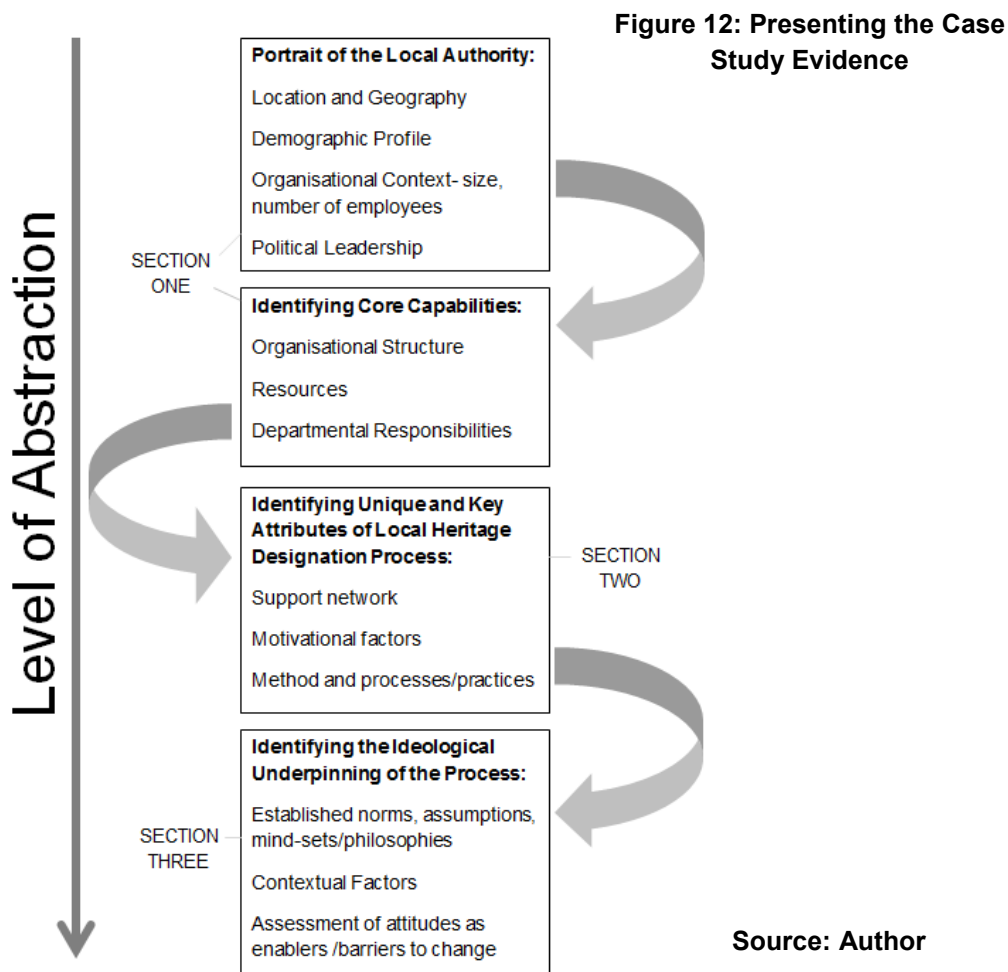 Figure 12: Presenting the Case
Study Evidence
Level of Abstraction
Portrait of the Local Authority:
Location and Geography
Demographic Profile
Organisational Context- size,
number of employees
Political Leadership
SECTION
ONE
Identifying Core Capabilities:
Organisational Structure
Resources
Departmental Responsibilities
Identifying Unique and Key
Attributes of Local Heritage
Designation Process:
Support network
Motivational factors
Method and processes/practices
SECTION
TWO
Identifying the Ideological
Underpinning of the Process:
Established norms, assumptions,
mind-sets/philosophies
Contextual Factors
Assessment of attitudes as
enablers /barriers to change
SECTION
THREE
Source: Author